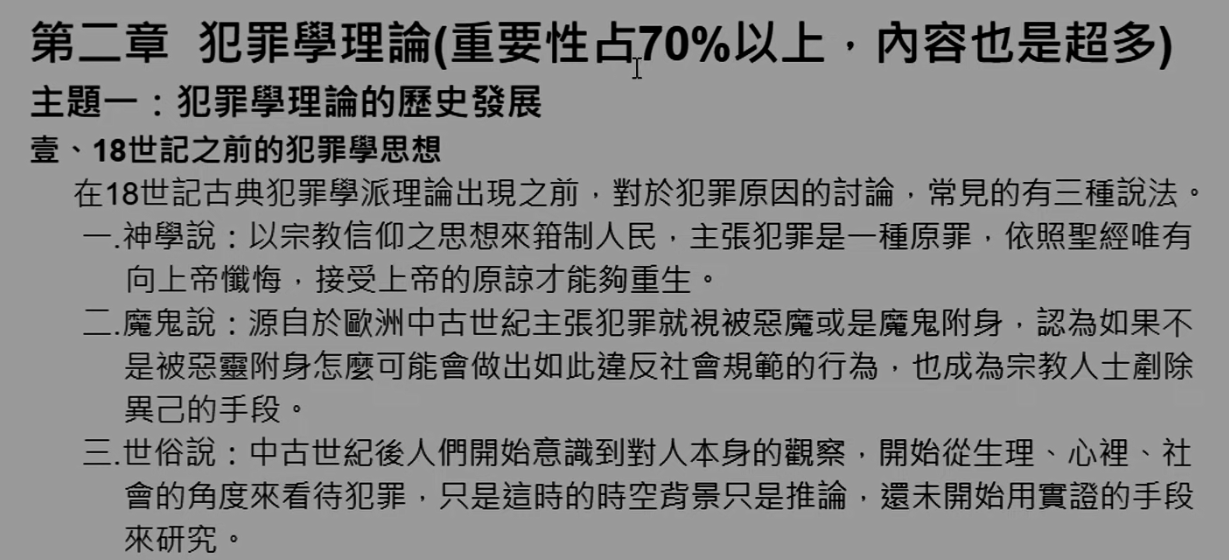 第二章 犯罪學理論(重要性占70%以上，內容也是超多)
主題一：犯罪學理論的歷史發展
壹、18世記之前的犯罪學思想
在18世記古典犯罪學派理論出現之前，對於犯罪原因的討論，常見的有三種說法。
一.神學說：以宗教信仰之思想來箝制人民，主張犯罪是一種原罪，依照聖經唯有
向上帝懺悔，接受上帝的原諒才能夠重生。
二.魔鬼說：源自於歐洲中古世紀主張犯罪就視被惡魔或是魔鬼附身，認為如果不
是被惡靈附身怎麼可能會做出如此違反社會規範的行為，也成為宗教人士剷除
異己的手段。
三.世俗說：中古世紀後人們開始意識到對人本身的觀察，開始從生理、心裡、社
會的角度來看待犯罪，只是這時的時空背景只是推論，還未開始用實證的手段
來研究。